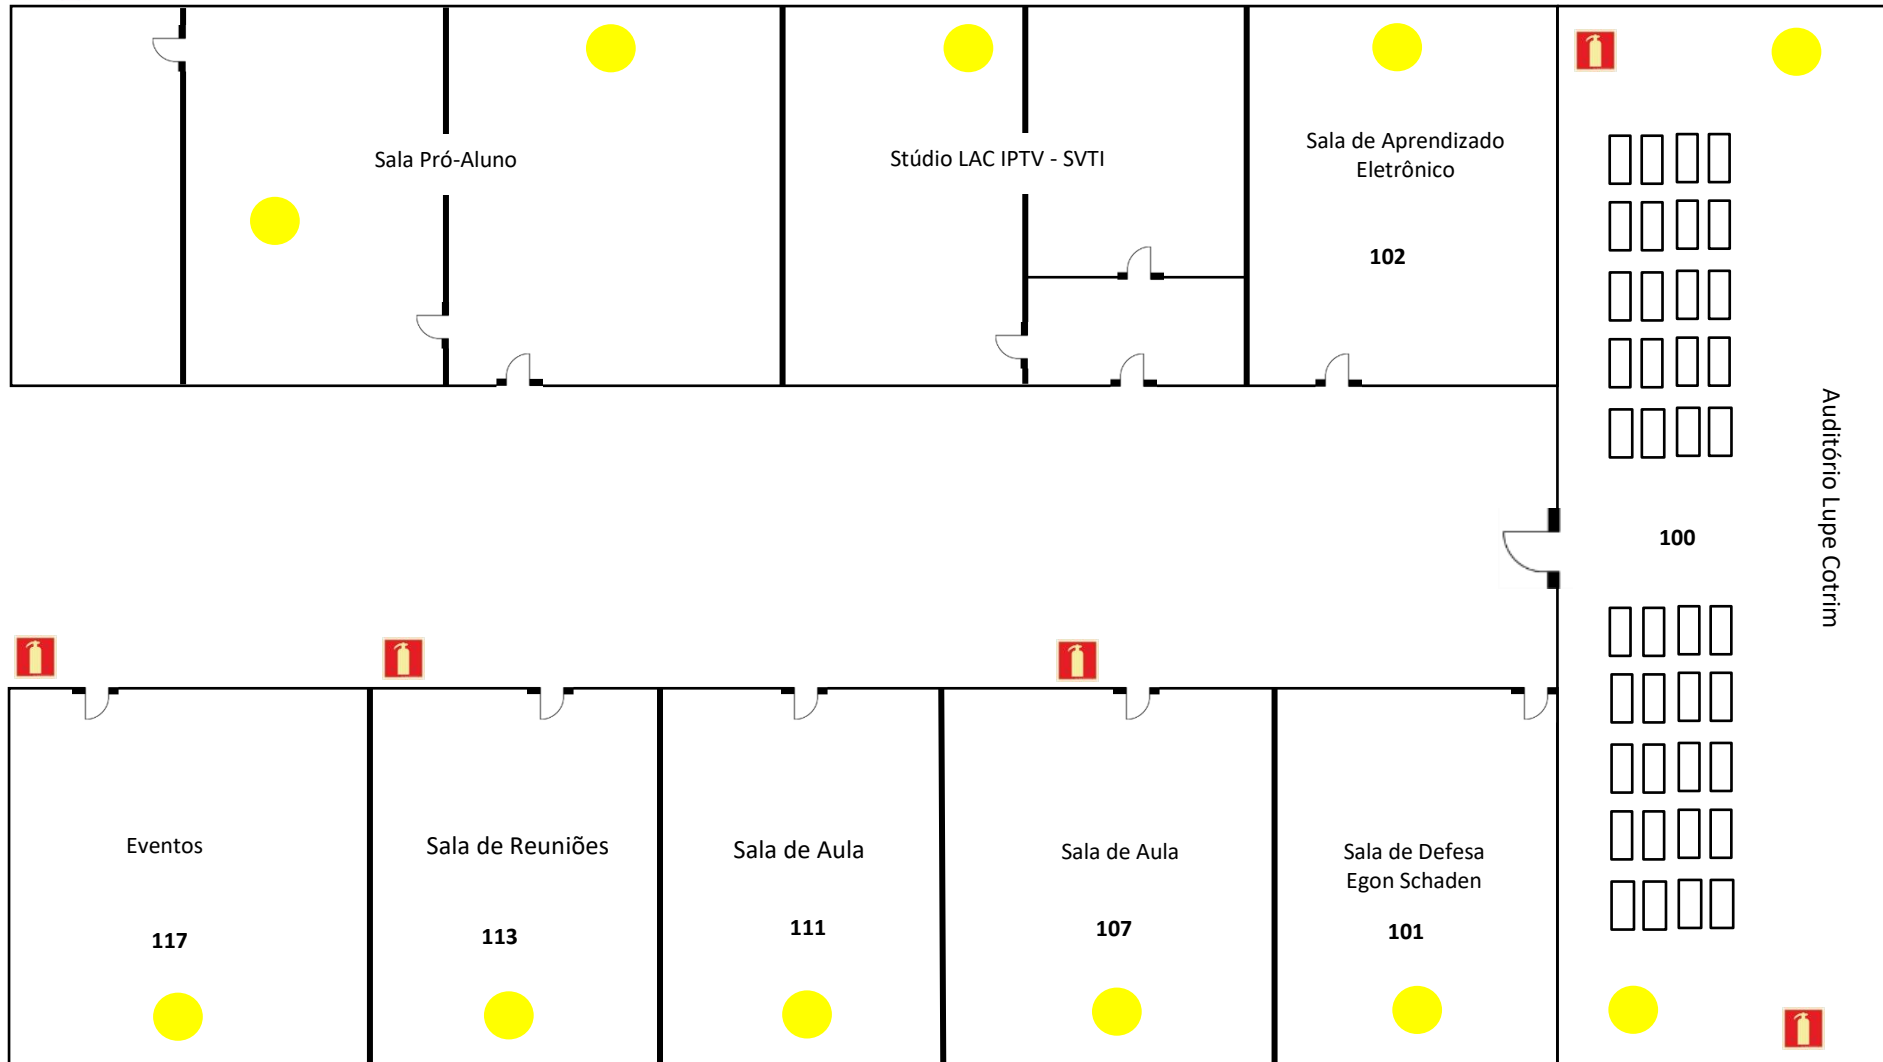 Sala Pró-Aluno
Stúdio LAC IPTV - SVTI
Sala de Aprendizado
Eletrônico
102
Auditório Lupe Cotrim
100
Eventos
117
Sala de Reuniões
113
Sala de Aula
111
Sala de Aula
107
Sala de Defesa
Egon Schaden
101